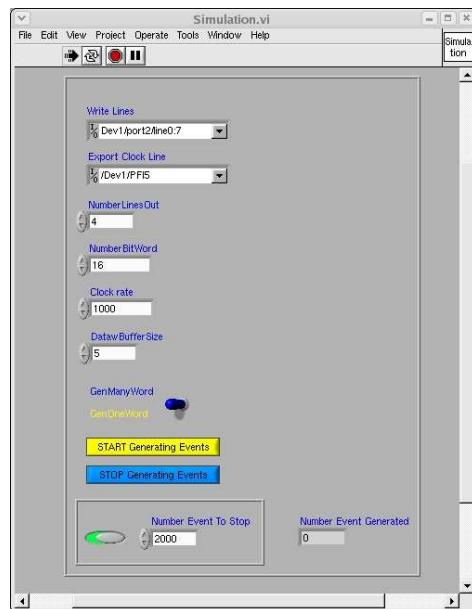 Simulation.vi
File Edit View Project Operate Tools Window Help
Simula
tion
Write Lines
Dev1/port2/line0:7
Export Clock Line
/Dev1/PFI5
NumberLinesOut
4
NumberBitWord
16
Clock rate
1000
DatawBufferSize
5
GenManyWord
GenOneWord
START Generating Events
STOP Generating Events
Number Event To Stop
2000
Number Event Generated
0